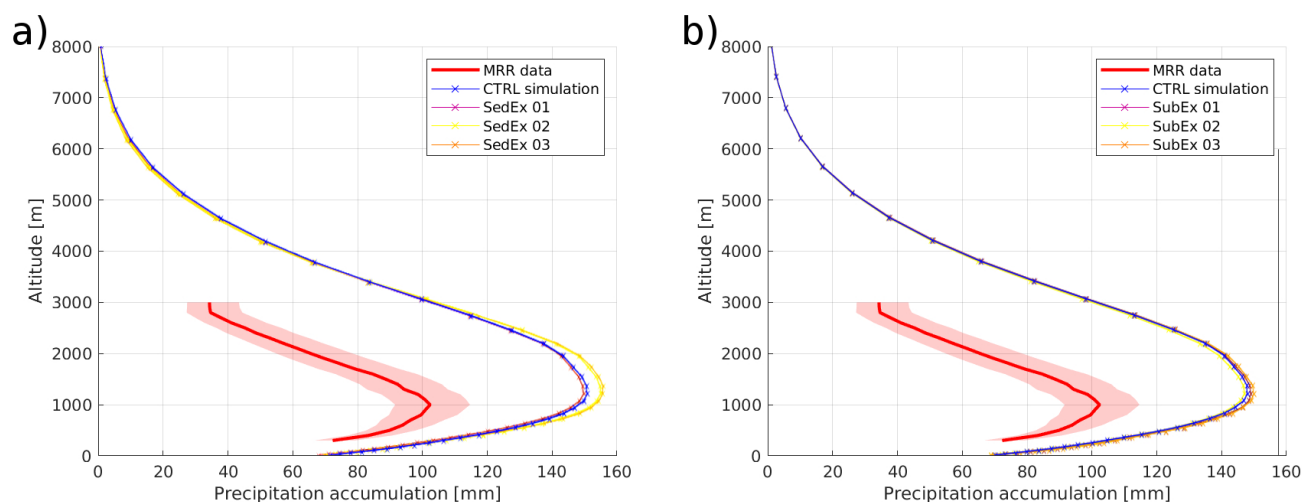 a)
8000
7000
6000
5000
4000
3000
2000
1000
0
Altitude [m]
MRR data
CTRL simulation
SedEx 01
SedEx 02
SedEx 03
0 20 40 60 80 100 120 140 160
Precipitation accumulation [mm]
b)
8000
7000
6000
5000
4000
3000
2000
1000
0
Altitude [m]
MRR data
CTRL simulation
SubEx 01
SubEx 02
SubEx 03
0 20 40 60 80 100 120 140 160
Precipitation accumulation [mm]